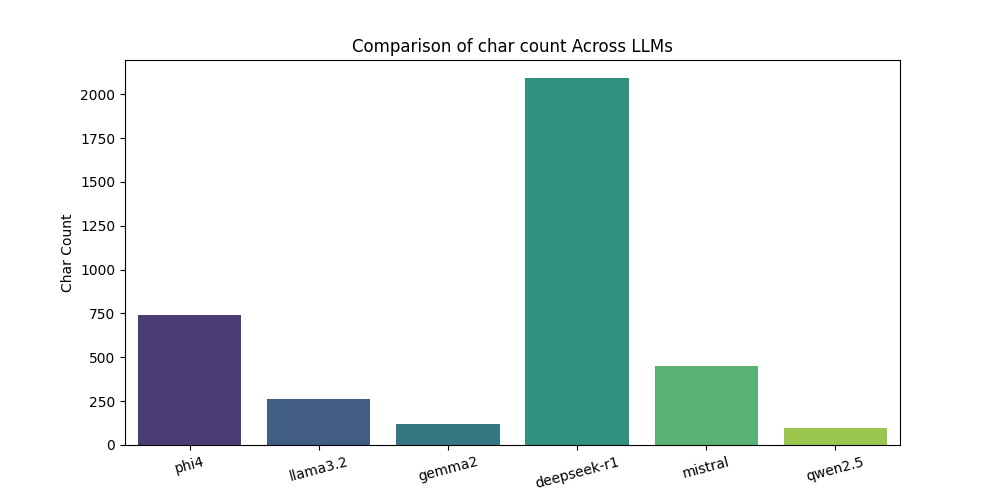 Comparison of char count Across LLMs
Char Count
2000
1750
1500
1250
1000
750
500
250
0
phi4
llama3.2
gemma2
deepseek-r1
mistral
qwen2.5